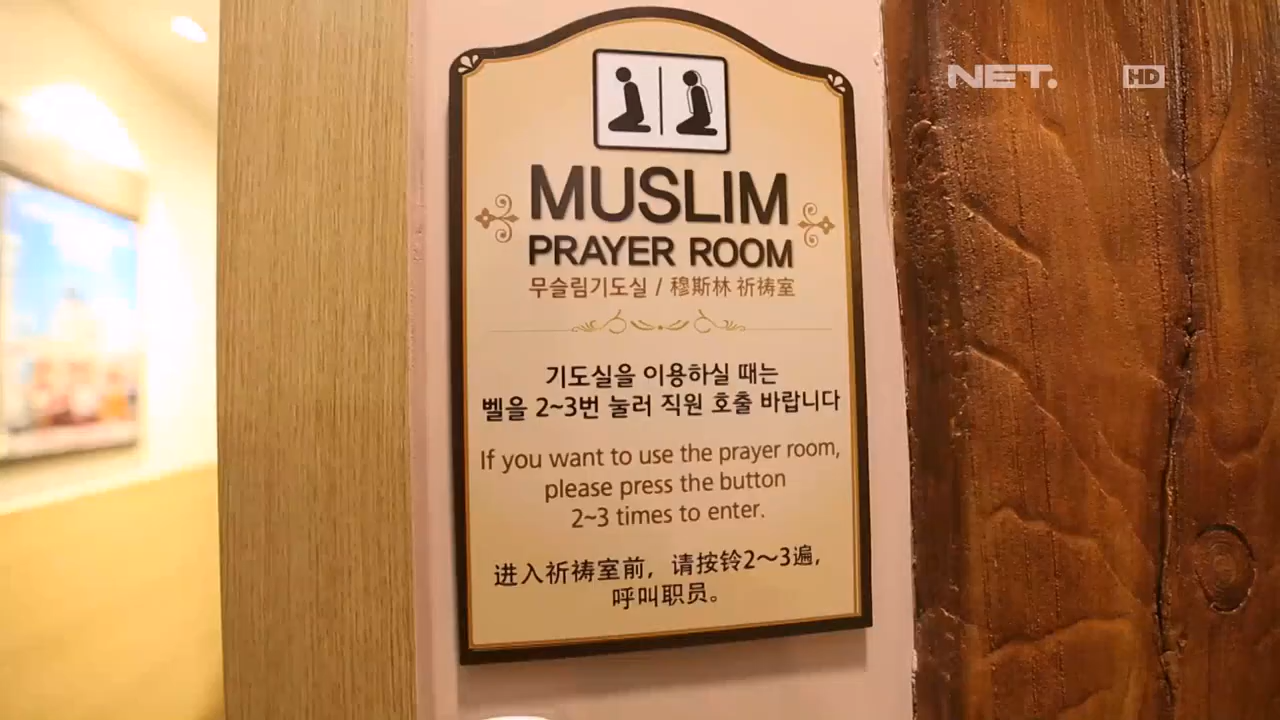 NET. HD
MUSLIM
PRAYER ROOM
무슬림기도실 / 穆斯林 祈祷室
기도실을 이용하실 때는
벨을 2~3번 눌러 직원 호출 바랍니다
If you want to use the prayer room,
please press the button
2~3 times to enter.
进入祈祷室前，请按铃2～3遍，
呼叫职员。